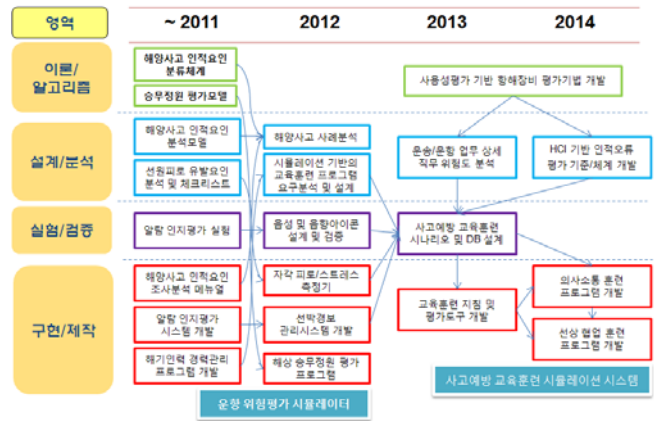 영역
~ 2011
2012
2013
2014
이론/
알고리즘
해양사고 인적요인
분류체계
승무정원 평가모델
사용성평가 기반 항해장비 평가기법 개발
설계/분석
해양사고 인적요인
분석모델
선원피로 유발요인
분석 및 체크리스트
해양사고 사례분석
시뮬레이션 기반의
교육훈련 프로그램
요구분석 및 설계
운송/운항 업무 상세
직무 위험도 분석
HCI 기반 인적오류
평가 기준/체계 개발
실험/검증
알람 인지평가 실험
음성 및 음향아이콘
설계 및 검증
사고예방 교육훈련
시나리오 및 DB 설계
구현/제작
해양사고 인적요인
조사분석 메뉴얼
알람 인지평가
시스템 개발
해기인력 경력관리
프로그램 개발
자각 피로/스트레스
측정기
선박경보
관리시스템 개발
해상 승무정원 평가
프로그램
교육훈련 지침 및
평가도구 개발
의사소통 훈련
프로그램 개발
선상 협업 훈련
프로그램 개발
운항 위험평가 시뮬레이터
사고예방 교육훈련 시뮬레이션 시스템